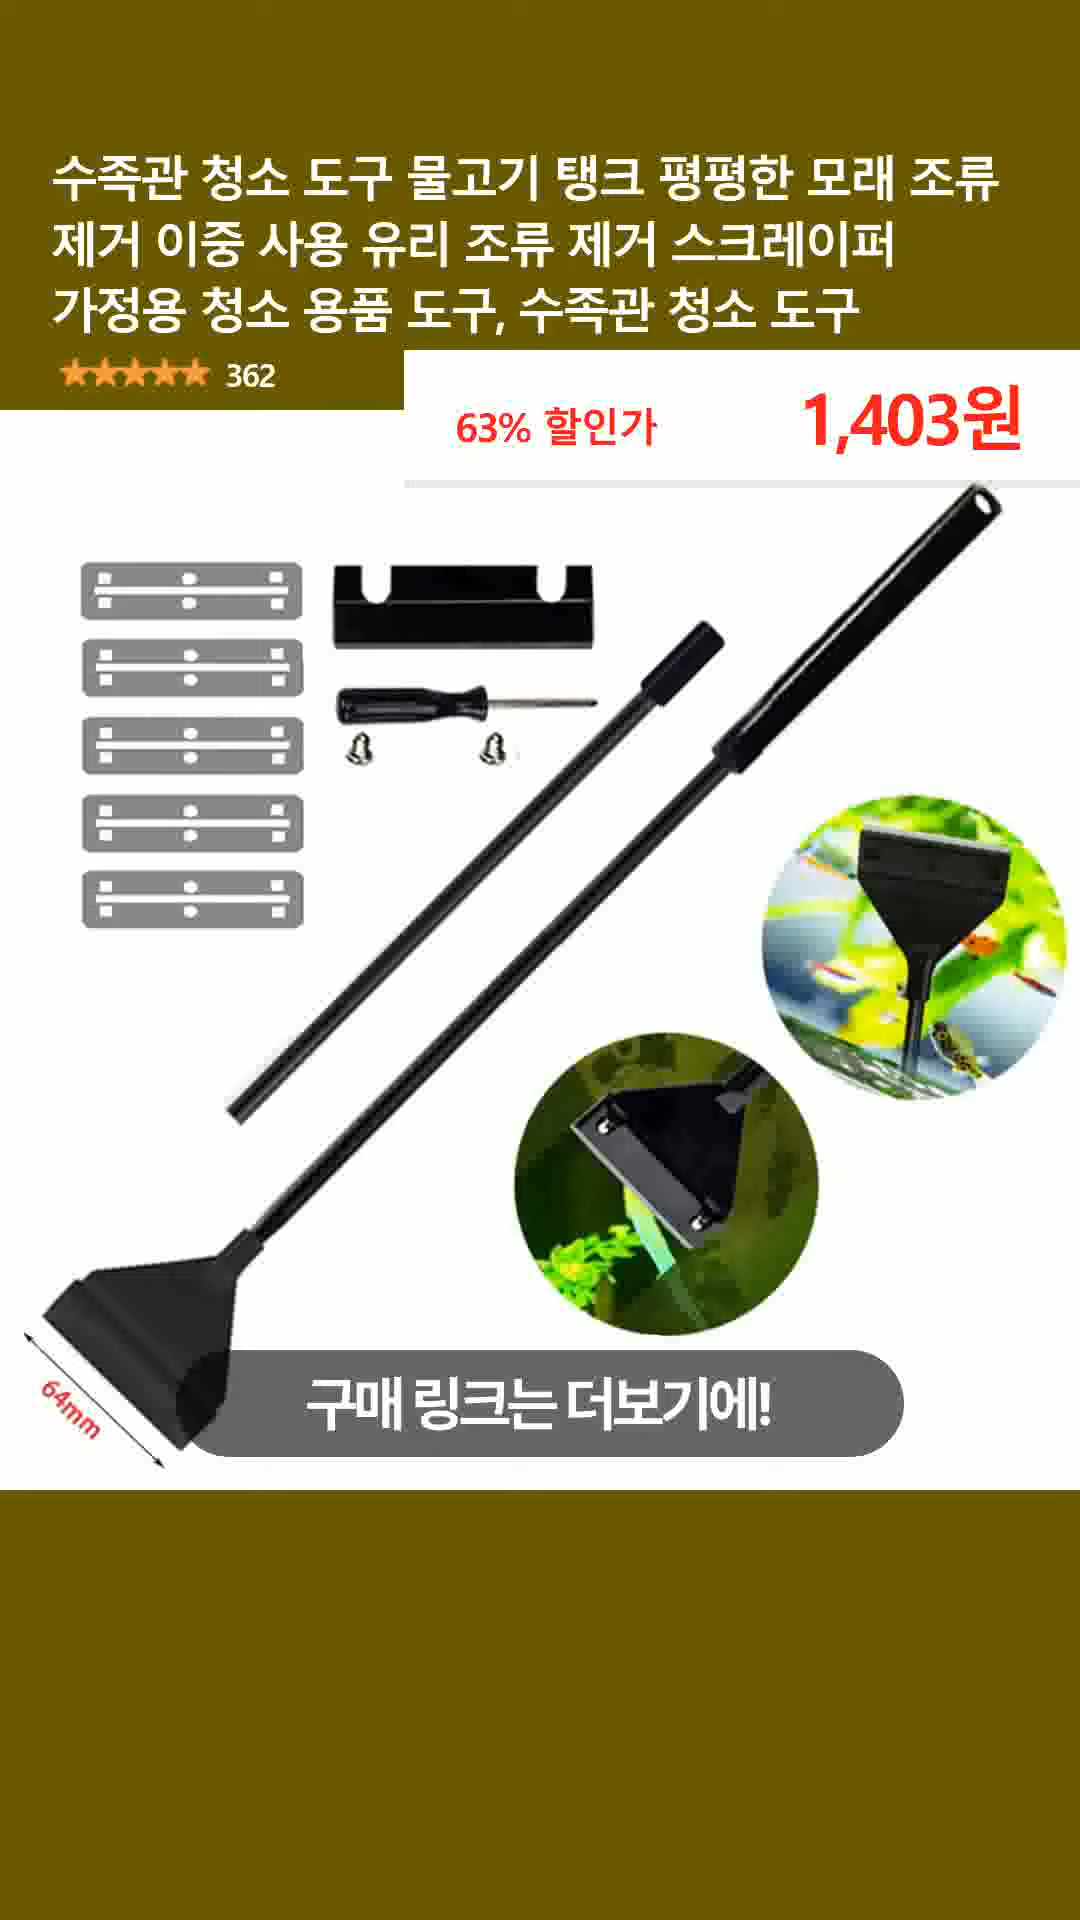 수족관 청소 도구 물고기 탱크 평평한 모래 조류
제거 이중 사용 유리 조류 제거 스크레이퍼
가정용 청소 용품 도구, 수족관 청소 도구
362
63% 할인가
1,403원
64mm
구매 링크는 더보기에!